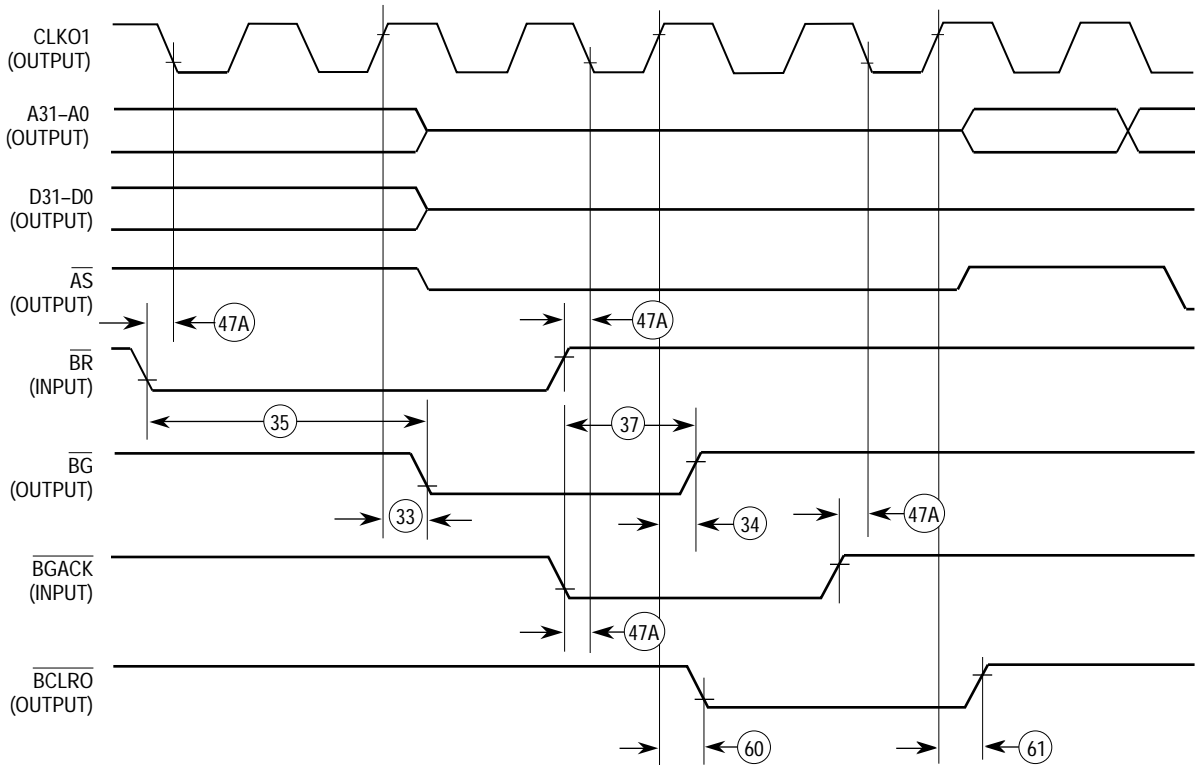 CLKO1
(OUTPUT)
A31–A0
(OUTPUT)
D31–D0
(OUTPUT)
AS
(OUTPUT)
47A
47A
BR
(INPUT)
35
37
BG
(OUTPUT)
33
34
47A
BGACK
(INPUT)
47A
BCLRO
(OUTPUT)
60
61